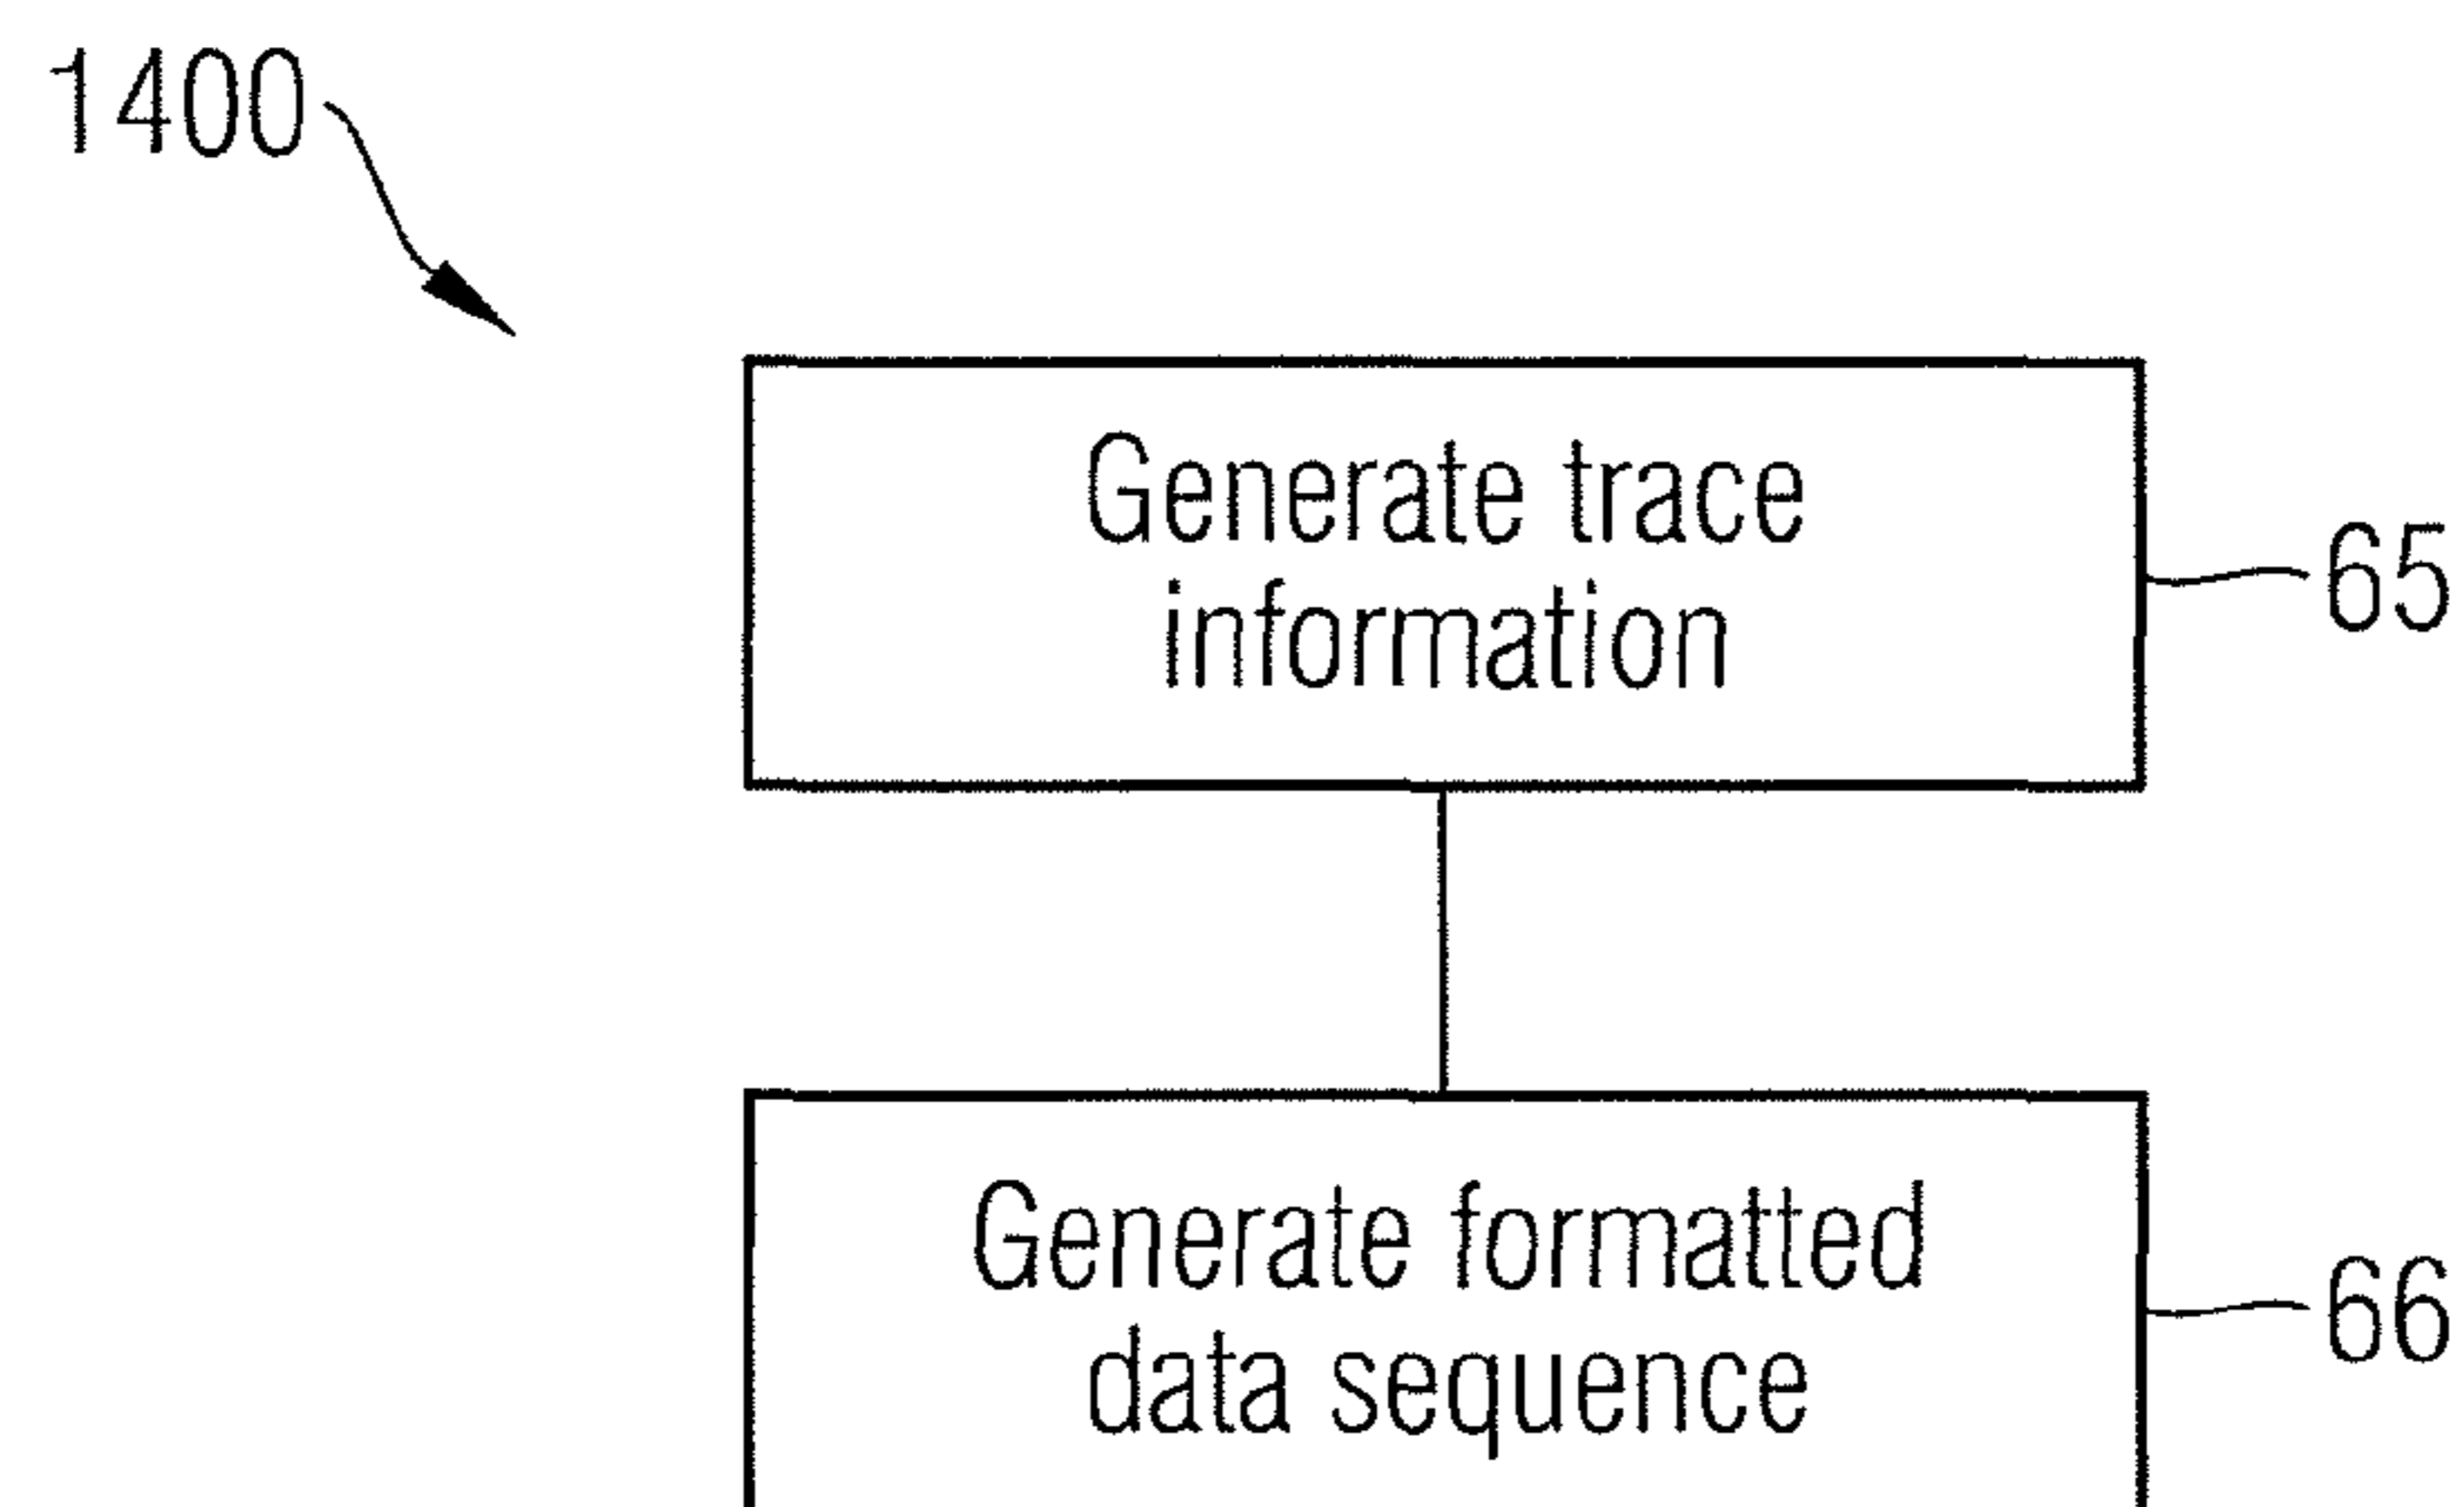 1400
Generate trace
information
65
Generate formatted
data sequence
66